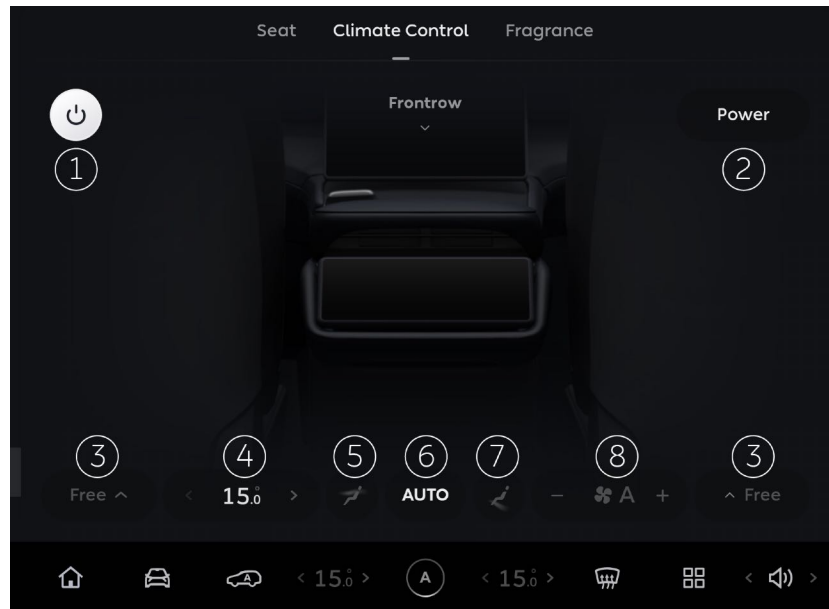 Seat Climate Control Fragrance
Frontrow
Power
1 2
3 4 5 6 7 8 3
Free < 15.0 > AUTO - A + Free
A < 15.0 > A < 15.0 > < >